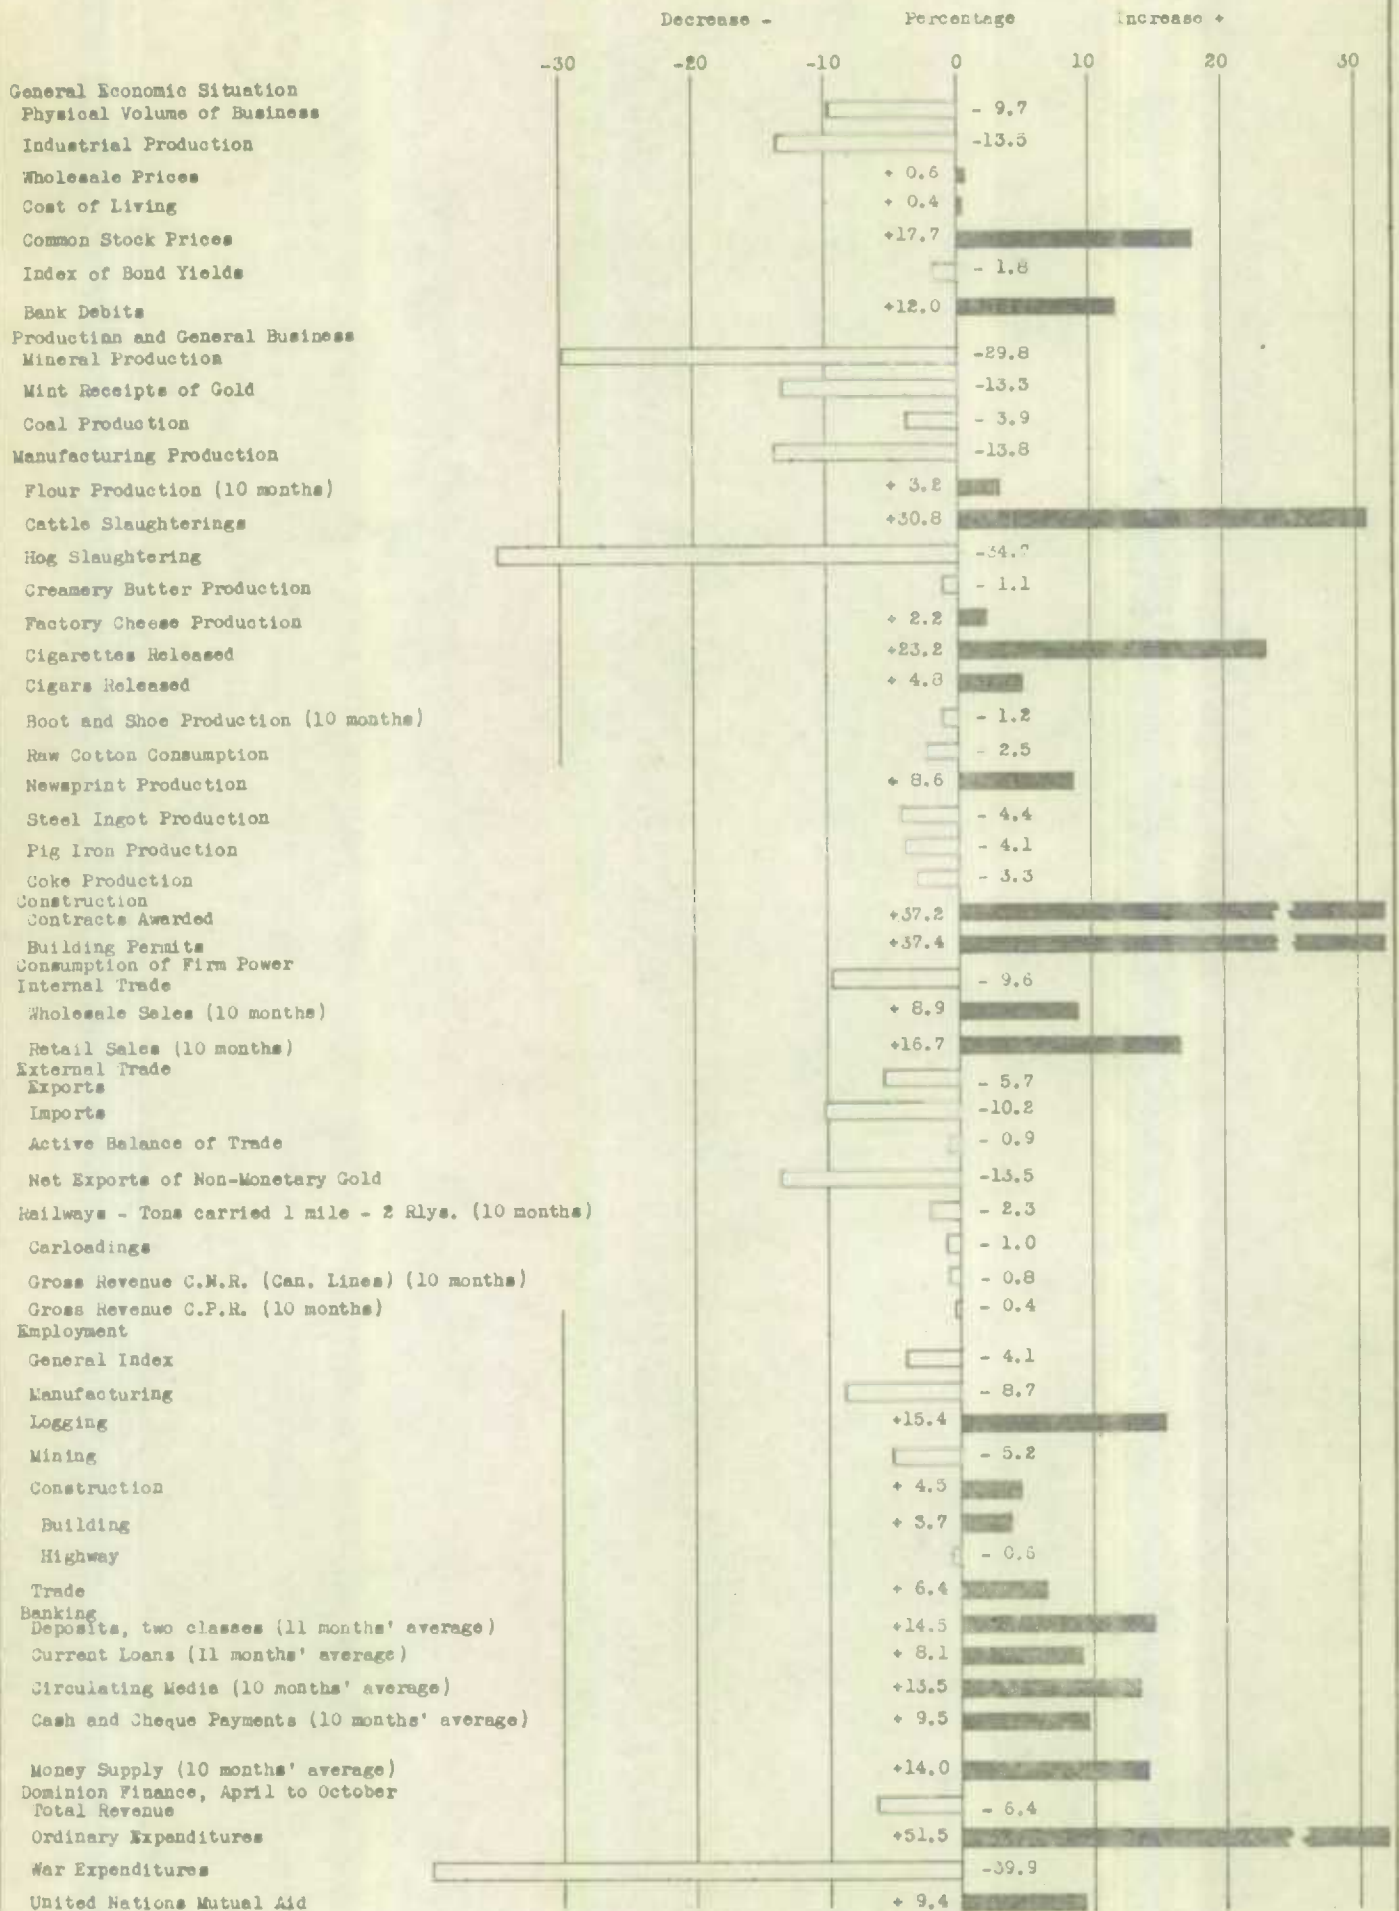 Decrease - Percentage Increase +
-30 -20 -10 0 10 20 30
General Economic Situation
Physical Volume of Business - 9.7
Industrial Production -13.5
Wholesale Prices + 0.6
Cost of Living + 0.4
Common Stock Prices +17.7
Index of Bond Yields - 1.8
Bank Debits +12.0
Production and General Business
Mineral Production -29.8
Mint Receipts of Gold -13.3
Coal Production - 3.9
Manufacturing Production -13.8
Flour Production (10 months) + 3.2
Cattle Slaughterings +30.8
Hog Slaughtering
Creamery Butter Production - 1.1
Factory Cheese Production + 2.2
Cigarettes Released +23.2
Cigars Released + 4.8
Boot and Shoe Production (10 months) - 1.2
Raw Cotton Consumption - 2.5
Newsprint Production + 8.6
Steel Ingot Production - 4.4
Pig Iron Production - 4.1
Coke Production - 3.3
Construction
Contracts Awarded +37.2
Building Permits +37.4
Consumption of Firm Power - 9.6
Internal Trade
Wholesale Sales (10 months) + 8.9
Retail Sales (10 months) +16.7
External Trade
Exports - 5.7
Imports -10.2
Active Balance of Trade - 0.9
Net Exports of Non-Monetary Gold -13.5
Railways - Tons carried 1 mile - 2 Rlys. (10 months) - 2.3
Carloadings - 1.0
Gross Revenue C.N.R. (Can. Lines) (10 months) - 0.8
Gross Revenue C.P.R. (10 months) - 0.4
Employment
General Index - 4.1
Manufacturing - 8.7
Logging +15.4
Mining - 5.2
Construction + 4.5
Building + 3.7
Highway
Trade + 6.4
Banking
Deposits, two classes (11 months' average) +14.5
Current Loans (11 months' average) + 8.1
Circulating Media (10 months' average) +13.5
Cash and Cheque Payments (10 months' average) + 9.5
Money Supply (10 months' average) +14.0
Dominion Finance, April to October
Total Revenue - 6.4
Ordinary Expenditures +51.5
War Expenditures -39.9
United Nations Mutual Aid + 9.4